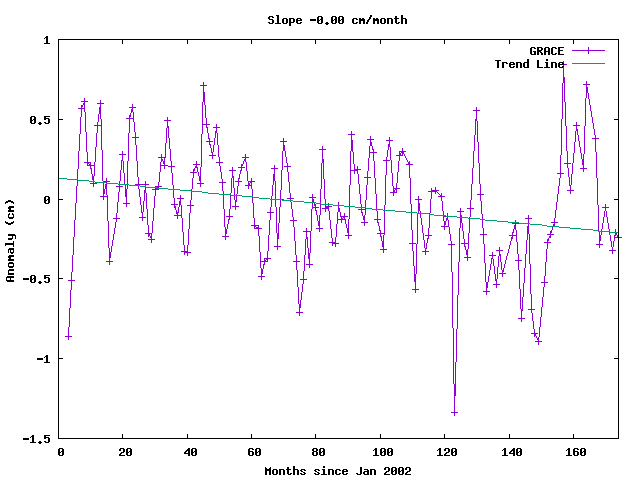 Slope -0.00 cm/month
GRACE
Trend Line
1
0.5
0
-0.5
-1
-1.5
Anomaly (cm)
0 20 40 60 80 100 120 140 160
Months since Jan 2002